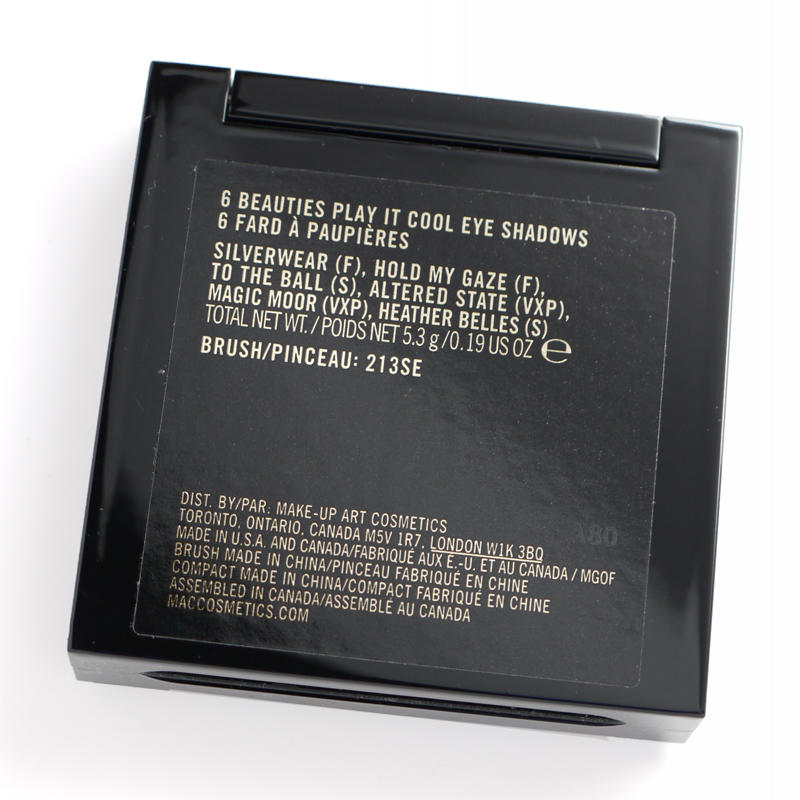 6 BEAUTIES PLAY IT COOL EYE SHADOWS
6 FARD À PAUPIÈRES
SILVERWEAR (F), HOLD MY GAZE (F),
TO THE BALL (S), ALTERED STATE (VXP),
MAGIC MOOR (VXP), HEATHER BELLES (S)
TOTAL NET WT./POIDS NET 5.3 g/0.19 US OZ ℮
BRUSH/PINCEAU: 213SE
DIST. BY/PAR: MAKE-UP ART COSMETICS
TORONTO, ONTARIO, CANADA M5V 1R7, LONDON W1K 3BQ
MADE IN U.S.A. AND CANADA/FABRIQUÉ AUX É.-U. ET AU CANADA / MGOF
BRUSH MADE IN CHINA/PINCEAU FABRIQUÉ EN CHINE
COMPACT MADE IN CHINA/COMPACT FABRIQUÉ EN CHINE
ASSEMBLED IN CANADA/ASSEMBLÉ AU CANADA
MACCOSMETICS.COM
A80